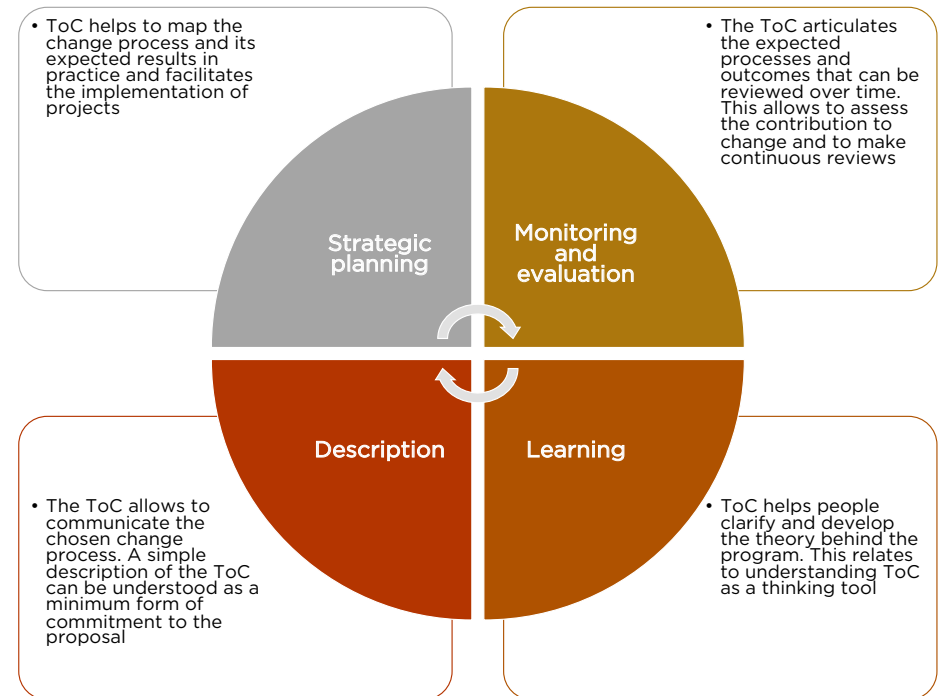 • ToC helps to map the
change process and its
expected results in
practice and facilitates
the implementation of
projects
• The ToC articulates
the expected
processes and
outcomes that can be
reviewed over time.
This allows to assess
the contribution to
change and to make
continuous reviews
Strategic
planning
Monitoring
and
evaluation
Description
Learning
• The ToC allows to
communicate the
chosen change
process. A simple
description of the ToC
can be understood as a
minimum form of
commitment to the
proposal
• ToC helps people
clarify and develop
the theory behind the
program. This relates
to understanding ToC
as a thinking tool